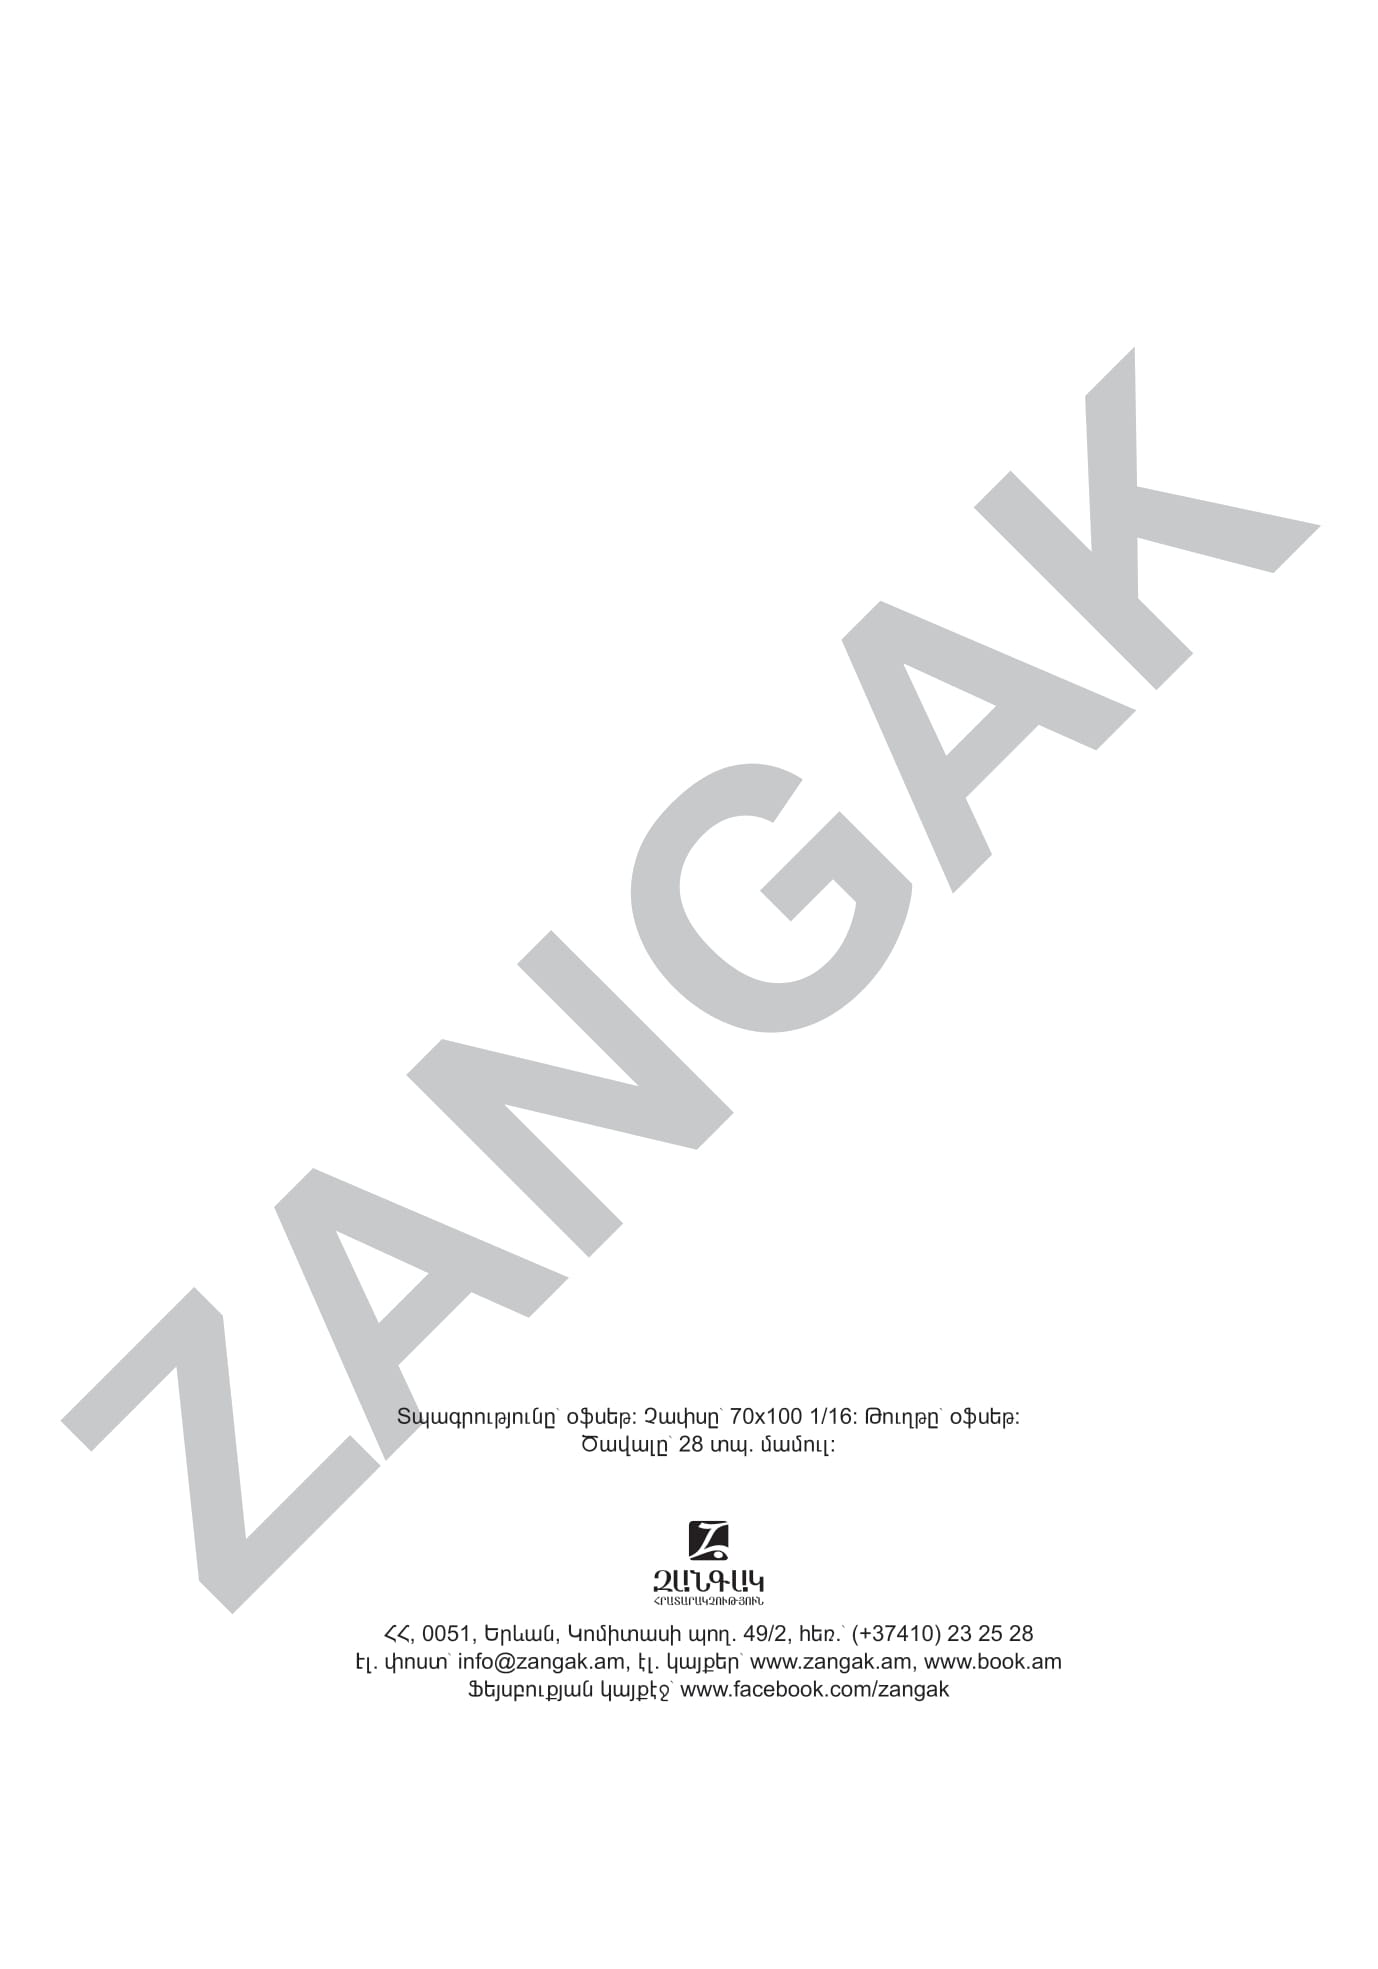 ZANGAK
Տպագրությունը՝ օֆսեթ: Չափսը՝ 70x100 1/16: Թուղթը՝ օֆսեթ:
Ծավալը՝ 28 տպ. մամուլ:
ԶԱՆԳԱԿ
ՀՐԱՏԱՐԱԿՉՈՒԹՅՈՒՆ
ՀՀ, 0051, Երևան, Կոմիտասի պող. 49/2, հեռ.՝ (+37410) 23 25 28
էլ. փոստ՝ info@zangak.am, էլ. կայքեր՝ www.zangak.am, www.book.am
Ֆեյսբուքյան կայքէջ՝ www.facebook.com/zangak